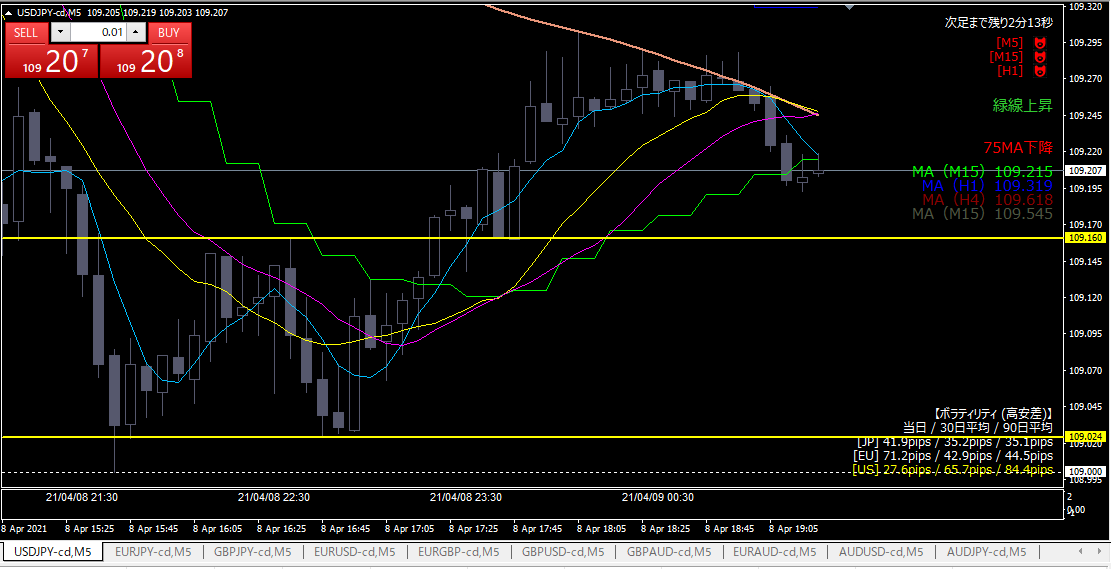 USDJPY-cd,M5 109.205 109.219 109.203 109.207
SELL 0.01 BUY
109 20 7 109 20 8
次足まで残り2分13秒
[M5]
[M15]
[H1]
緑線上昇
75MA下降
MA (M15) 109.215
MA (H1) 109.319
MA (H4) 109.618
MA (M15) 109.545
【ボラティリティ(高安差)】
当日 / 30日平均 / 90日平均
[JP] 41.9pips / 35.2pips / 35.1pips
[EU] 71.2pips / 42.9pips / 44.5pips
[US] 27.6pips / 65.7pips / 84.4pips
109.320
109.295
109.270
109.245
109.220
109.207
109.195
109.170
109.160
109.145
109.120
109.095
109.070
109.045
109.024
109.020
109.000
108.995
21/04/08 21:30 21/04/08 22:30 21/04/08 23:30 21/04/09 00:30
2
0.00
8 Apr 2021 8 Apr 15:25 8 Apr 15:45 8 Apr 16:05 8 Apr 16:25 8 Apr 16:45 8 Apr 17:05 8 Apr 17:25 8 Apr 17:45 8 Apr 18:05 8 Apr 18:25 8 Apr 18:45 8 Apr 19:05
USDJPY-cd,M5 EURJPY-cd,M5 GBPJPY-cd,M5 EURUSD-cd,M5 EURGBP-cd,M5 GBPUSD-cd,M5 GBPAUD-cd,M5 EURAUD-cd,M5 AUDUSD-cd,M5 AUDJPY-cd,M5